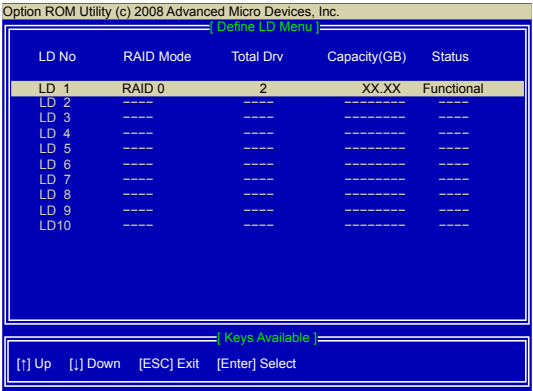 Option ROM Utility (c) 2008 Advanced Micro Devices, Inc.
[ Define LD Menu ]
LD No RAID Mode Total Drv Capacity(GB) Status
LD 1 RAID 0 2 XX.XX Functional
LD 2 ---- ---- -------- ----
LD 3 ---- ---- -------- ----
LD 4 ---- ---- -------- ----
LD 5 ---- ---- -------- ----
LD 6 ---- ---- -------- ----
LD 7 ---- ---- -------- ----
LD 8 ---- ---- -------- ----
LD 9 ---- ---- -------- ----
LD10 ---- ---- -------- ----
[ Keys Available ]
[↑] Up [↓] Down [ESC] Exit [Enter] Select